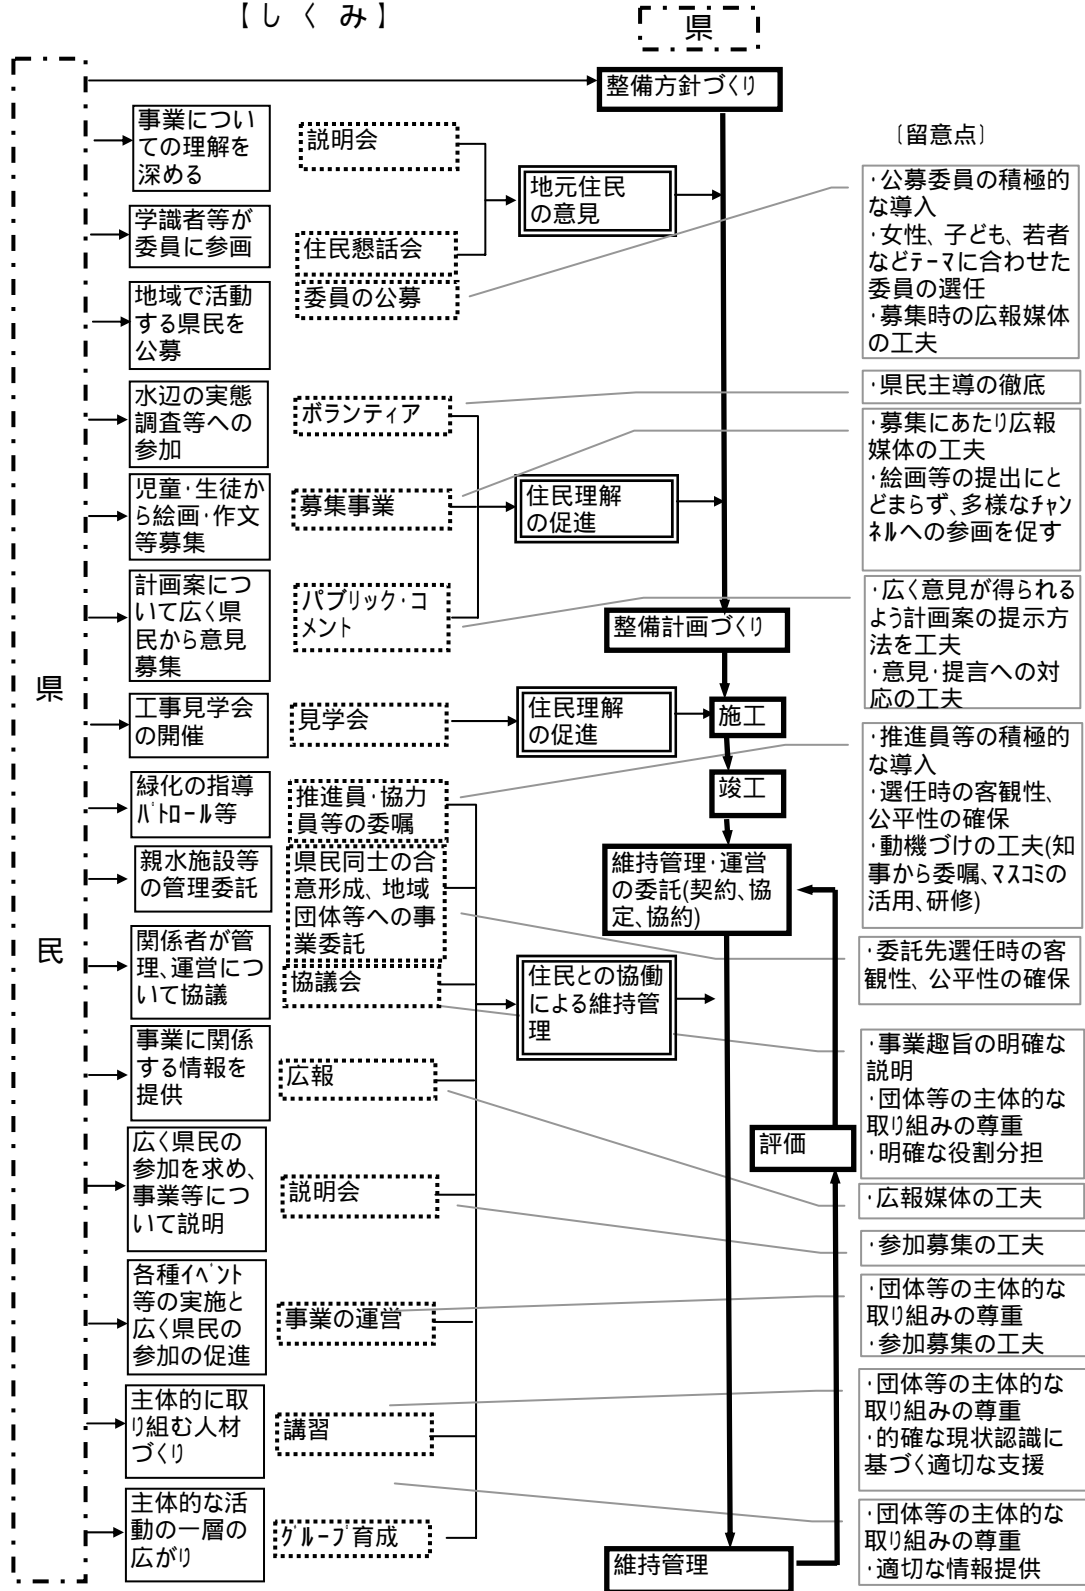 【しくみ】
県
整備方針づくり
県
民
事業につい
ての理解を
深める
学識者等が
委員に参画
地域で活動
する県民を
公募
水辺の実態
調査等への
参加
児童・生徒か
ら絵画・作文
等募集
計画案につ
いて広く県
民から意見
募集
工事見学会
の開催
緑化の指導
ﾊﾟﾄﾛｰﾙ等
親水施設等
の管理委託
関係者が管
理、運営につ
いて協議
事業に関係
する情報を
提供
広く県民の
参加を求め、
事業等につ
いて説明
各種ｲﾍﾞﾝﾄ
等の実施と
広く県民の
参加の促進
主体的に取
り組む人材
づくり
主体的な活
動の一層の
広がり
説明会
住民懇話会
委員の公募
ボランティア
募集事業
パブリック・コ
メント
見学会
推進員・協力
員等の委嘱
県民同士の合
意形成、地域
団体等への事
業委託
協議会
広報
説明会
事業の運営
講習
ｸﾞﾙｰﾌﾟ育成
地元住民
の意見
住民理解
の促進
住民理解
の促進
住民との協働
による維持管
理
整備計画づくり
施工
竣工
維持管理・運営
の委託(契約、協
定、協約)
評価
維持管理
〔留意点〕
・公募委員の積極的
な導入
・女性、子ども、若者
などﾃｰﾏに合わせた
委員の選任
・募集時の広報媒体
の工夫
・県民主導の徹底
・募集にあたり広報
媒体の工夫
・絵画等の提出にと
どまらず、多様なﾁｬﾝ
ﾈﾙへの参画を促す
・広く意見が得られる
よう計画案の提示方
法を工夫
・意見・提言への対
応の工夫
・推進員等の積極的
な導入
・選任時の客観性、
公平性の確保
・動機づけの工夫(知
事から委嘱、ﾏｽｺﾐの
活用、研修)
・委託先選任時の客
観性、公平性の確保
・事業趣旨の明確な
説明
・団体等の主体的な
取り組みの尊重
・明確な役割分担
・広報媒体の工夫
・参加募集の工夫
・団体等の主体的な
取り組みの尊重
・参加募集の工夫
・団体等の主体的な
取り組みの尊重
・的確な現状認識に
基づく適切な支援
・団体等の主体的な
取り組みの尊重
・適切な情報提供